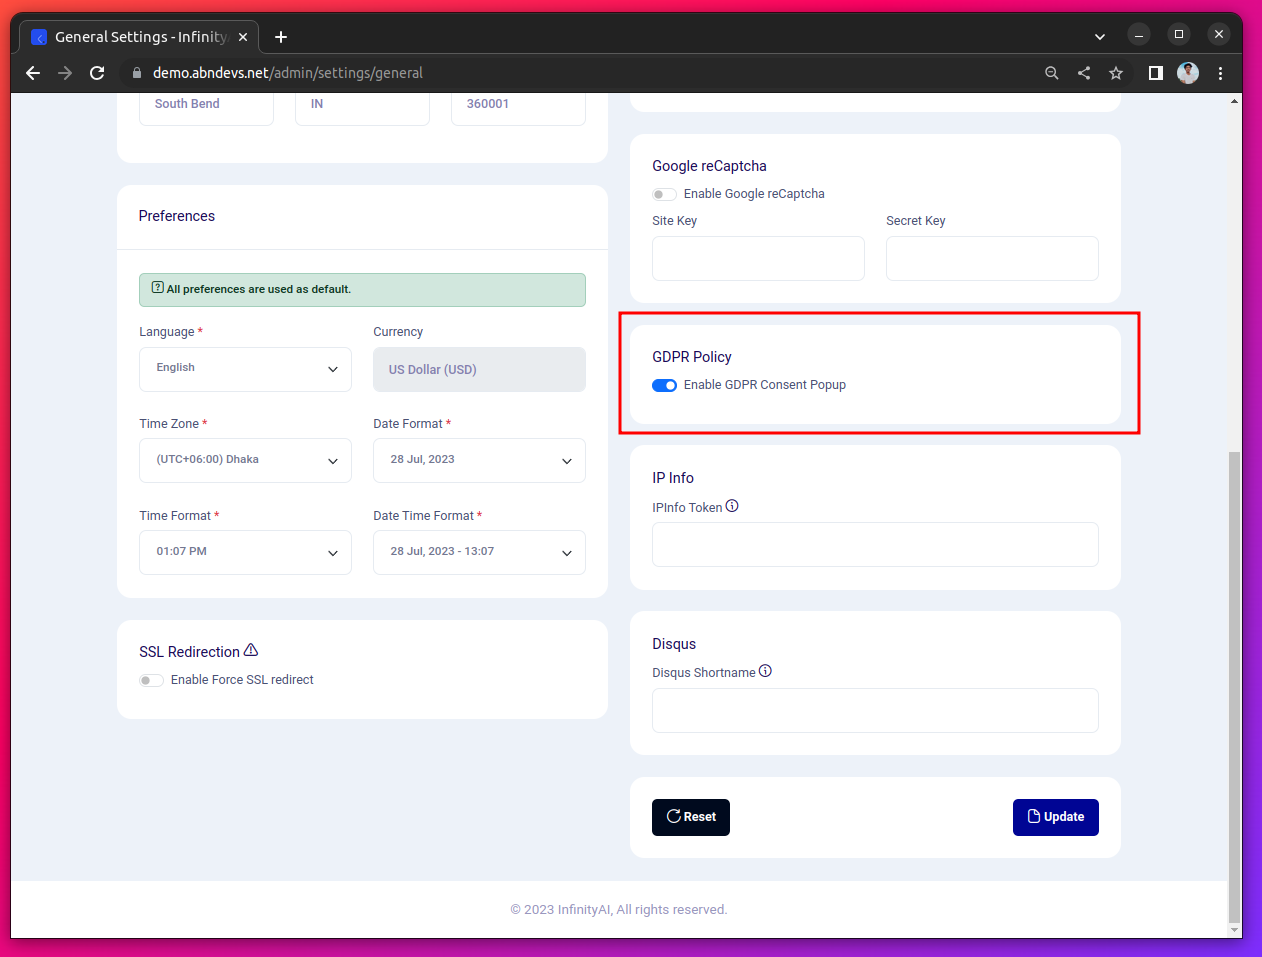 General Settings - Infinity
demo.abndevs.net/admin/settings/general
South Bend
IN
360001
Preferences
All preferences are used as default.
Language *
Currency
English
US Dollar (USD)
Time Zone *
Date Format *
(UTC+06:00) Dhaka
28 Jul, 2023
Time Format *
Date Time Format *
01:07 PM
28 Jul, 2023 - 13:07
SSL Redirection
Enable Force SSL redirect
Google reCaptcha
Enable Google reCaptcha
Site Key
Secret Key
GDPR Policy
Enable GDPR Consent Popup
IP Info
IPInfo Token
Disqus
Disqus Shortname
Reset
Update
© 2023 InfinityAI, All rights reserved.